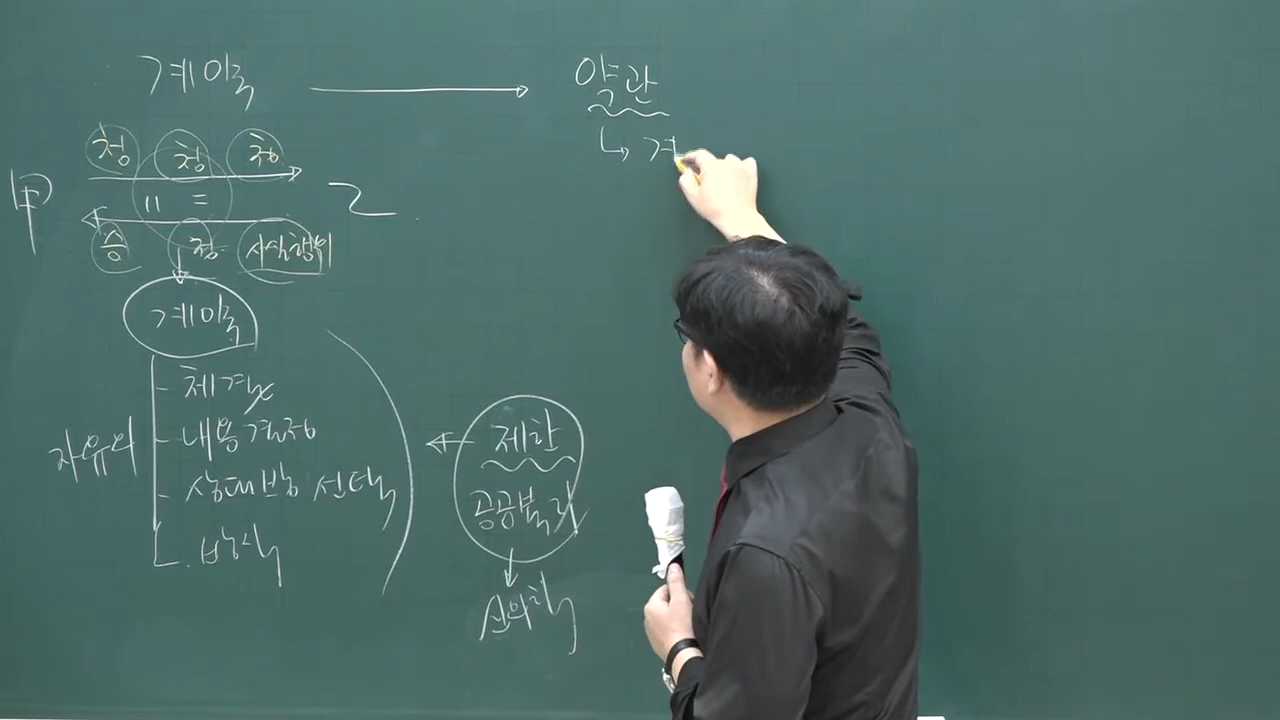 계약 → 약관
↳ 계
청 청 청
甲 〃 = 乙
승 청 사실행위
계약
자유의
체결
내용결정
상대방 선택
방식
제한
공공복리
신의칙